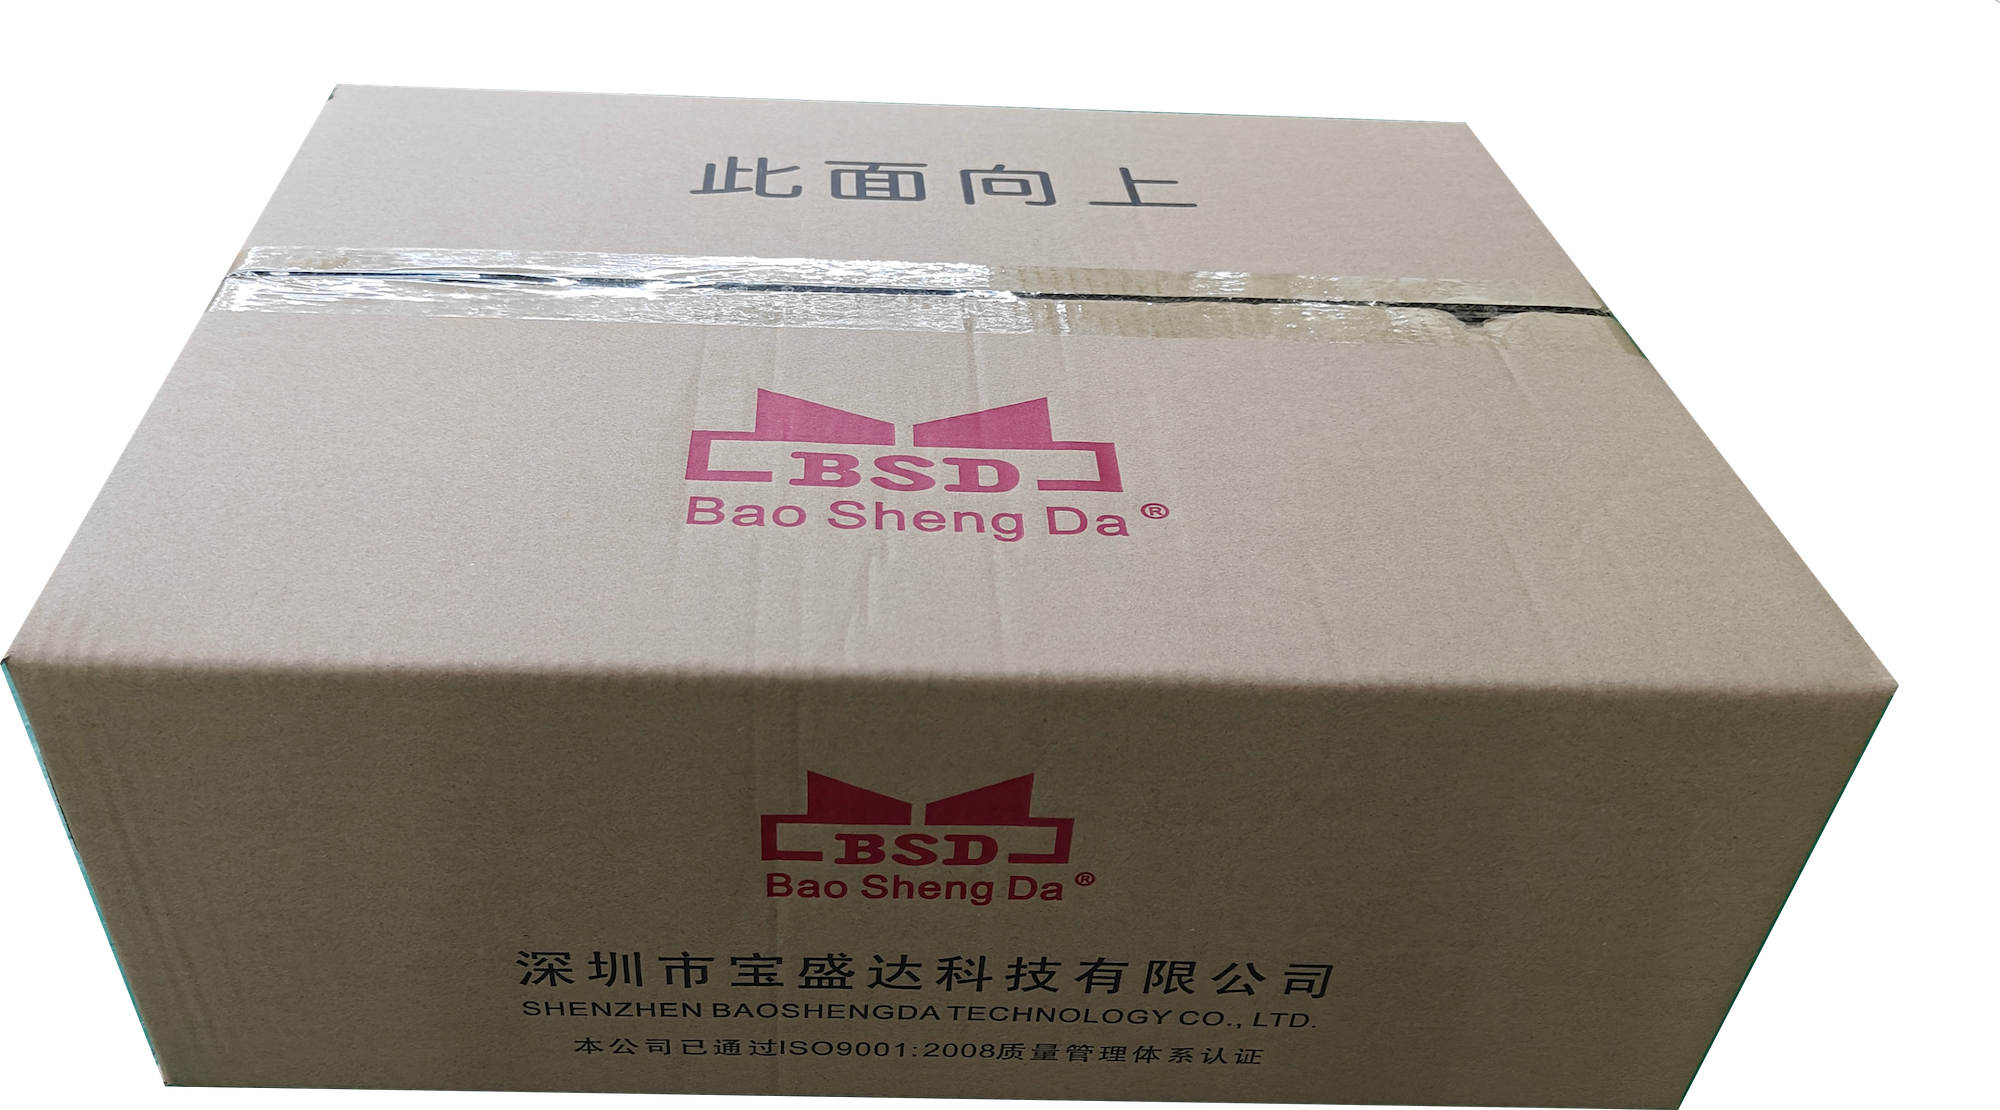 此面向上
BSD
Bao Sheng Da®
BSD
Bao Sheng Da®
深圳市宝盛达科技有限公司
SHENZHEN BAOSHENGDA TECHNOLOGY CO., LTD.
本公司已通过ISO9001:2008质量管理体系认证